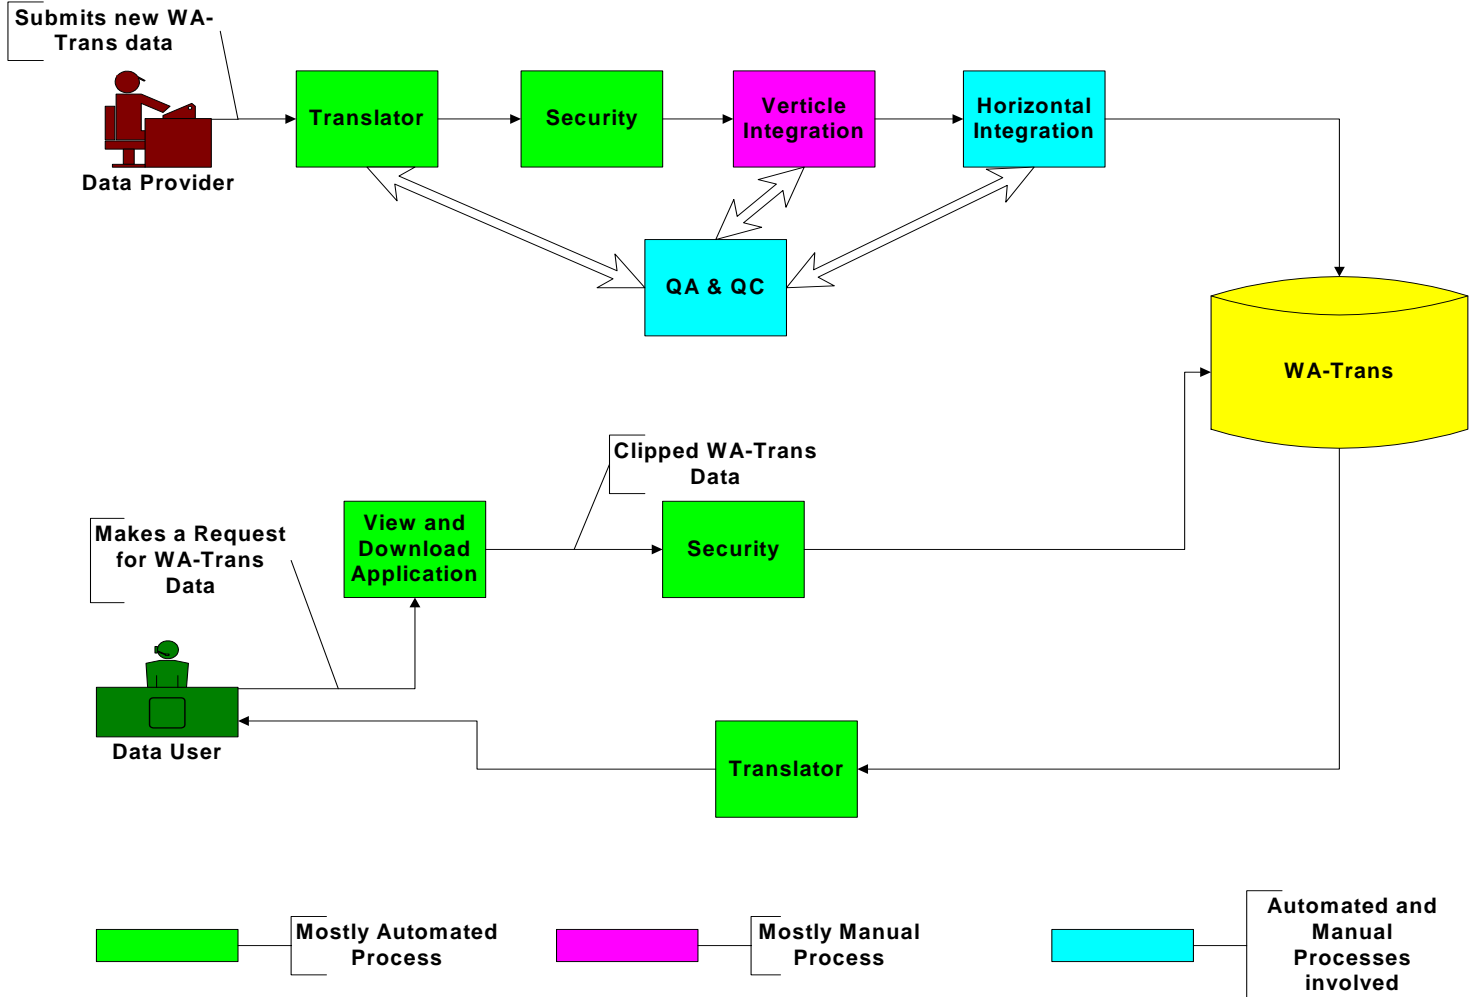 Submits new WA-
Trans data
Data Provider
Translator
Security
Verticle
Integration
Horizontal
Integration
QA & QC
WA-Trans
Clipped WA-Trans
Data
Makes a Request
for WA-Trans
Data
View and
Download
Application
Security
Data User
Translator
Mostly Automated
Process
Mostly Manual
Process
Automated and
Manual
Processes
involved